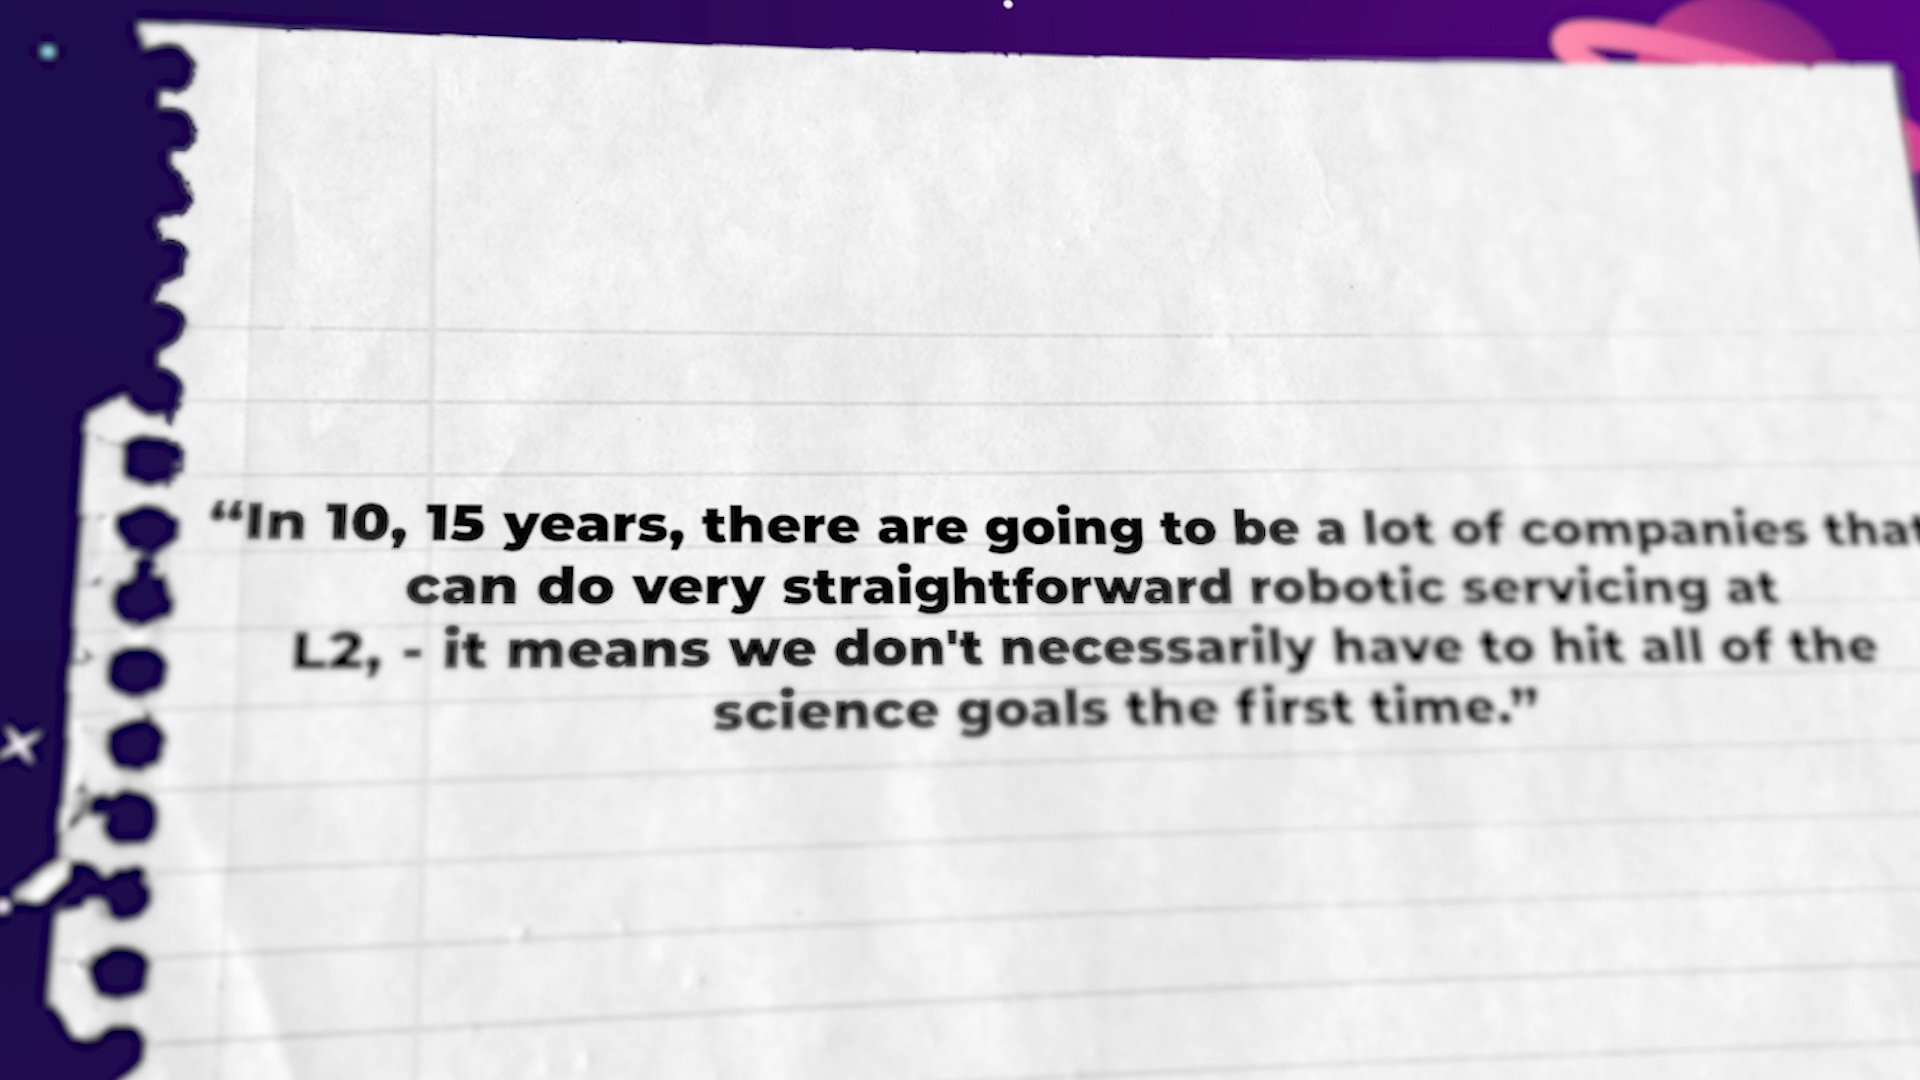 “In 10, 15 years, there are going to be a lot of companies that
can do very straightforward robotic servicing at
L2, - it means we don't necessarily have to hit all of the
science goals the first time.”